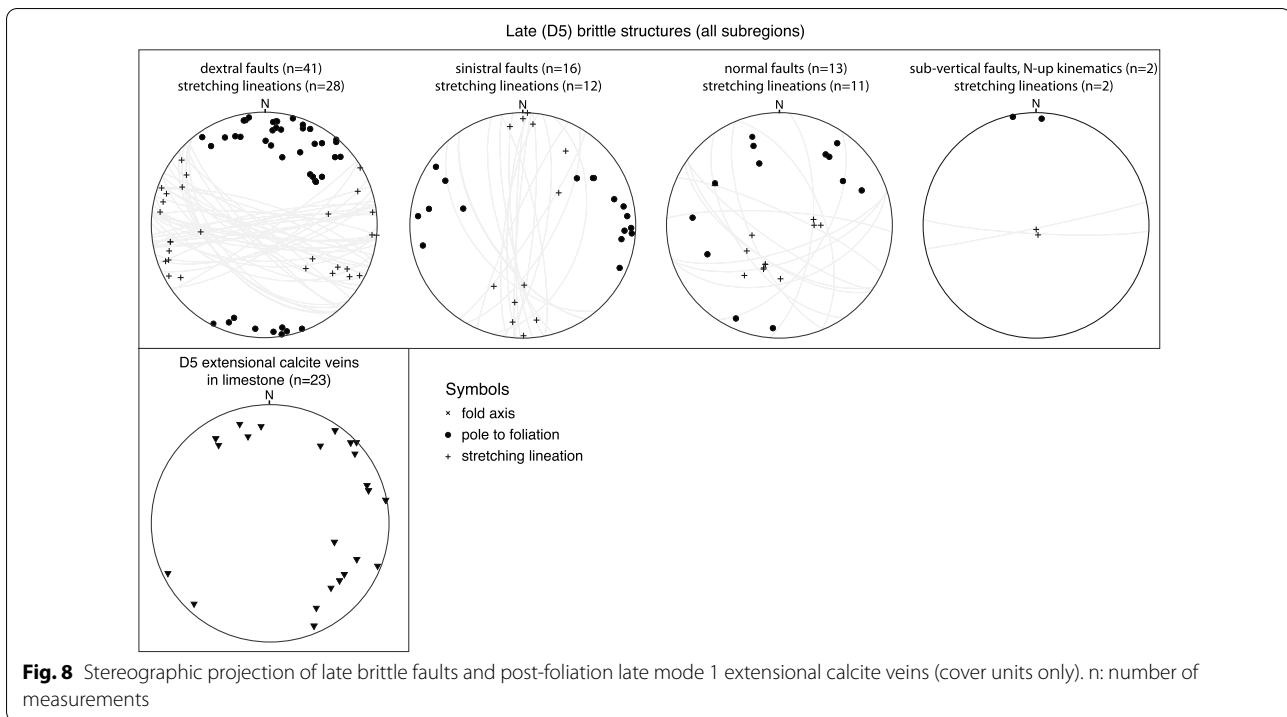 Late (D5) brittle structures (all subregions)
dextral faults (n=41)
stretching lineations (n=28)
N
sinistral faults (n=16)
stretching lineations (n=12)
N
normal faults (n=13)
stretching lineations (n=11)
N
sub-vertical faults, N-up kinematics (n=2)
stretching lineations (n=2)
N
D5 extensional calcite veins
in limestone (n=23)
N
Symbols
× fold axis
● pole to foliation
+ stretching lineation
Fig. 8 Stereographic projection of late brittle faults and post-foliation late mode 1 extensional calcite veins (cover units only). n: number of
measurements